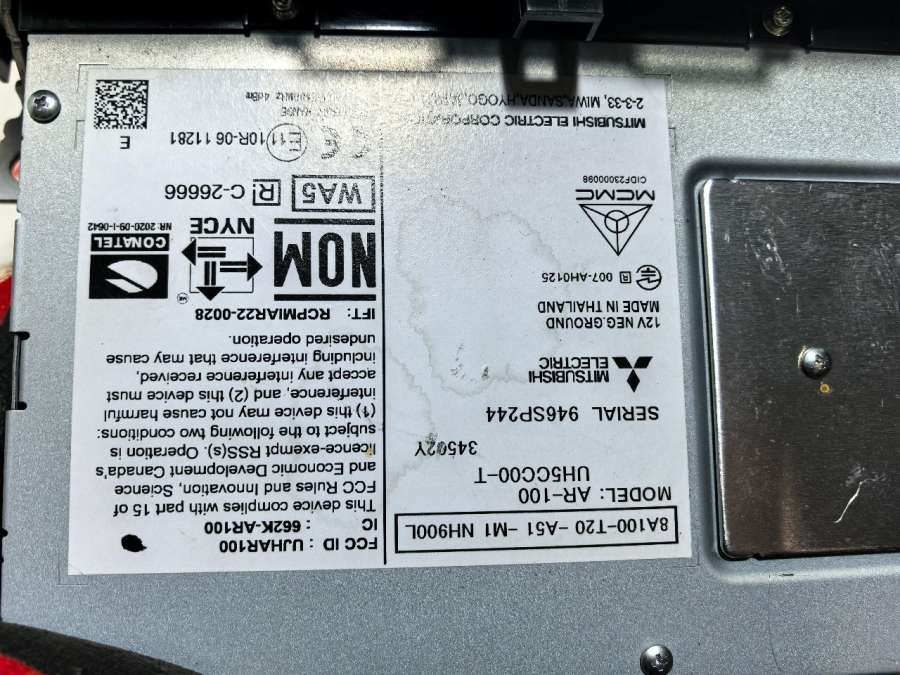 8A100-T20-A51-M1 NH900L
MODEL: AR-100
UH5CC00-T
34502Y
SERIAL 946SP244
MITSUBISHI
ELECTRIC
12V NEG.GROUND
MADE IN THAILAND
R 007-AH0125
MCMC
CIDF23000098
MITSUBISHI ELECTRIC CORPORATION
2-3-33, MIWA,SANDA,HYOGO,
FCC ID : UJHAR100
IC : 662K-AR100
This device complies with part 15 of
FCC Rules and Innovation, Science
and Economic Development Canada's
licence-exempt RSS(s). Operation is
subject to the following two conditions:
(1) this device may not cause harmful
interference, and (2) this device must
accept any interference received,
including interference that may cause
undesired operation.
IFT: RCPMIAR22-0028
NOM
NYCE
CONATEL
NR: 2020-09-I-0642
WA5
R! C-26666
CE
E11 10R-06 11281
4dBm
E